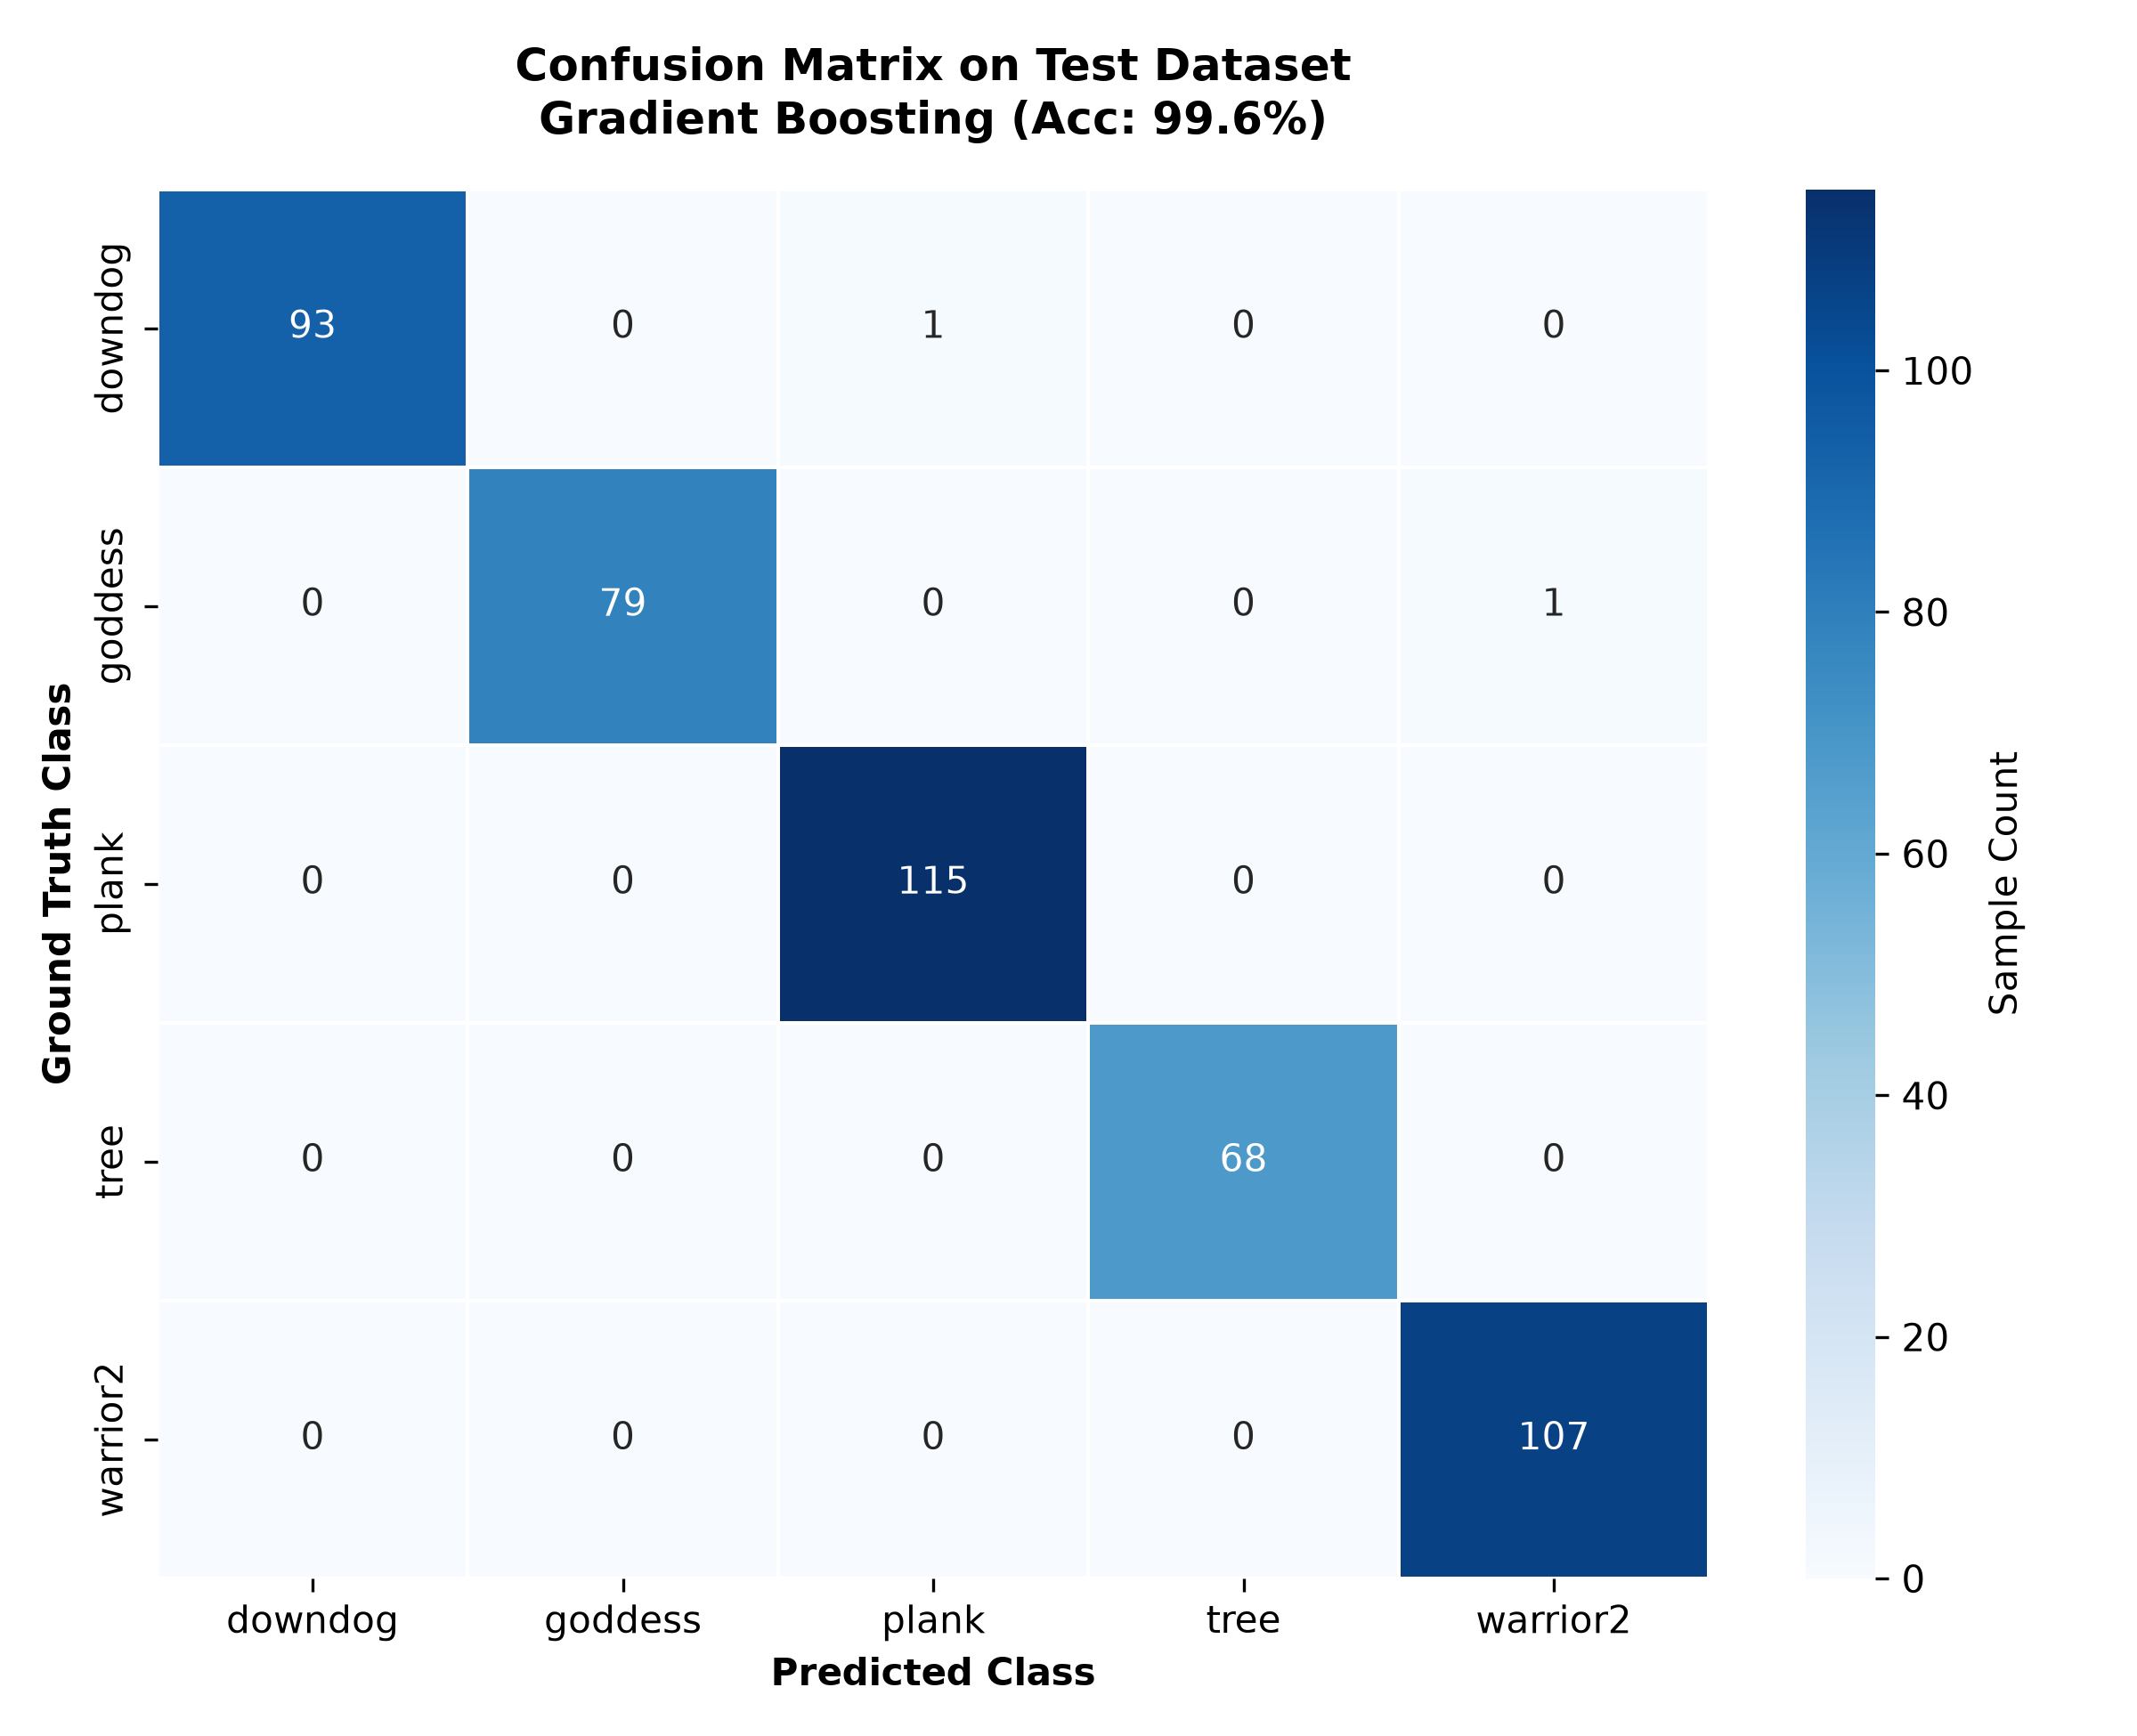 Confusion Matrix on Test Dataset
Gradient Boosting (Acc: 99.6%)
Ground Truth Class
downdog
93 0 1 0 0
goddess
0 79 0 0 1
plank
0 0 115 0 0
tree
0 0 0 68 0
warrior2
0 0 0 0 107
downdog goddess plank tree warrior2
Predicted Class
100
80
60
40
20
0
Sample Count